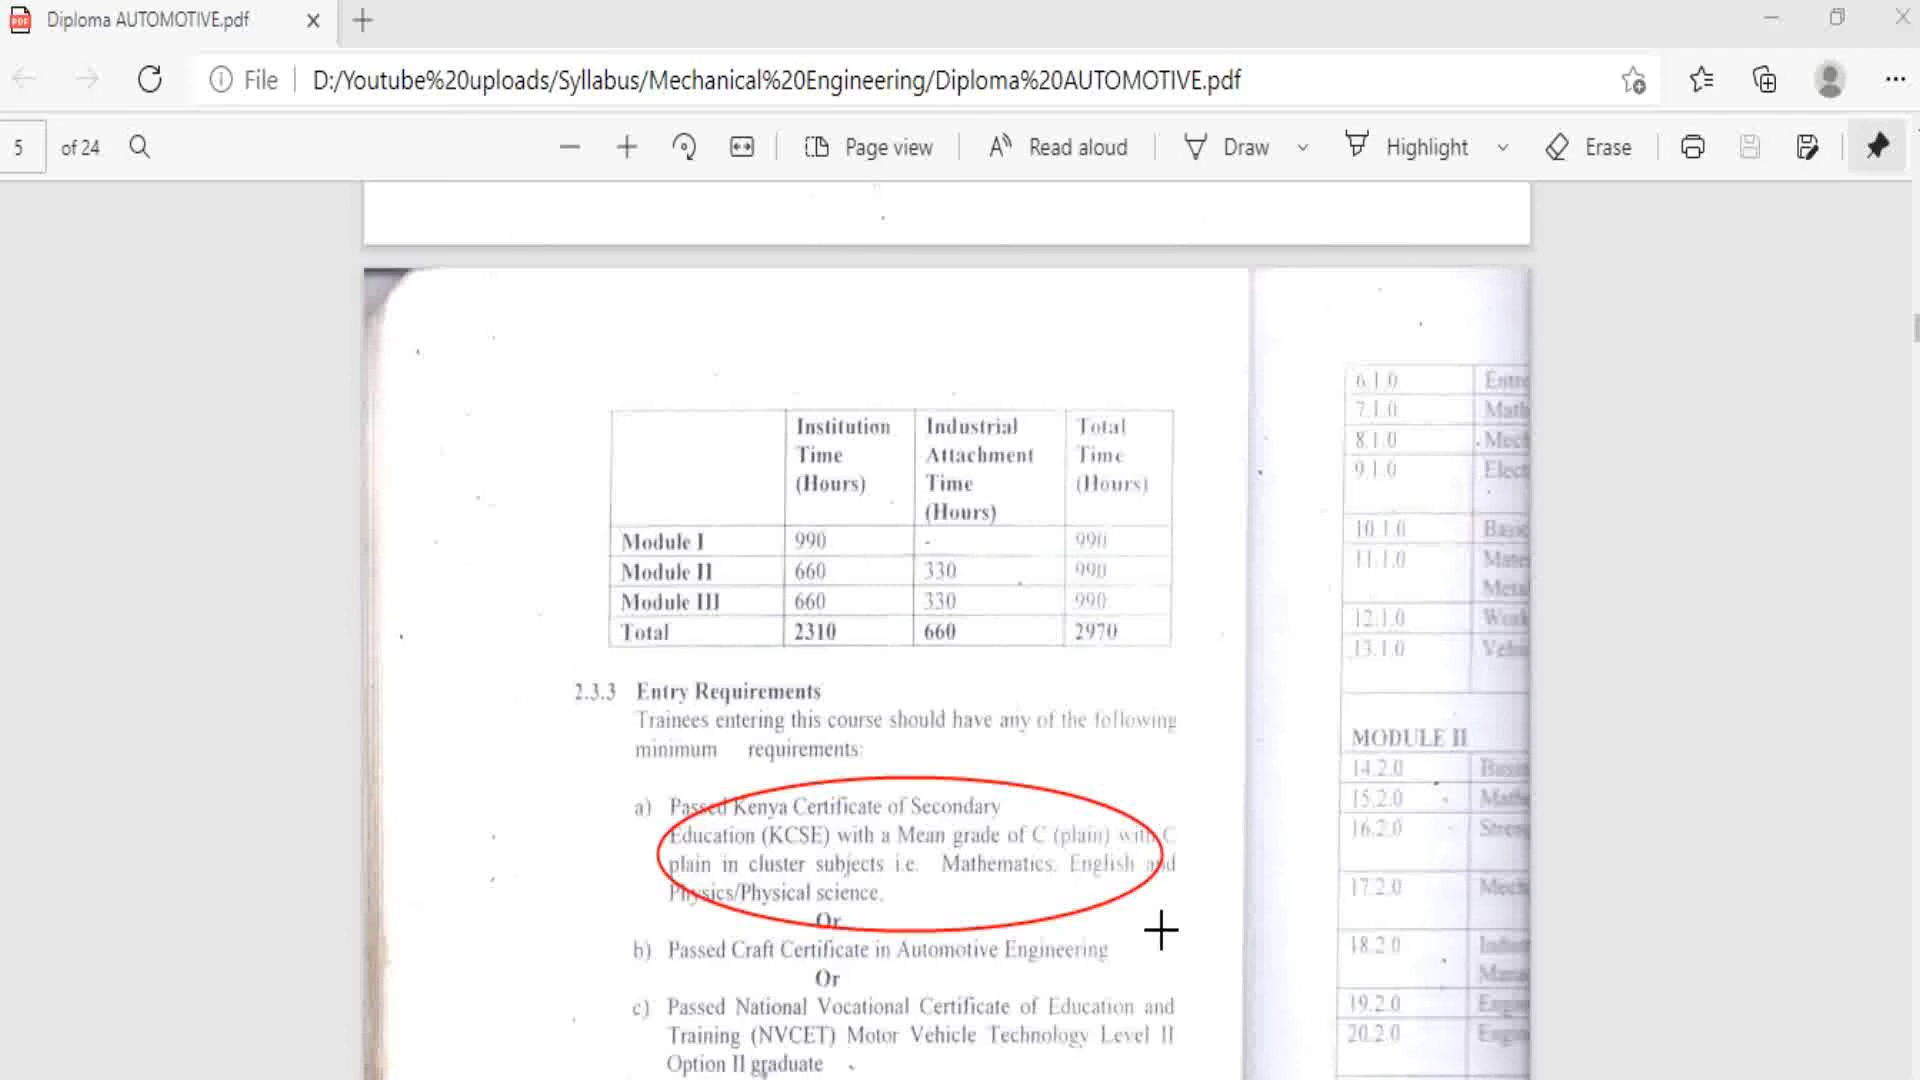 Diploma AUTOMOTIVE.pdf
File
D:/Youtube%20uploads/Syllabus/Mechanical%20Engineering/Diploma%20AUTOMOTIVE.pdf
5 of 24
Page view
Read aloud
Draw
Highlight
Erase
Institution Time (Hours)
Industrial Attachment Time (Hours)
Total Time (Hours)
Module I 990 - 990
Module II 660 330 990
Module III 660 330 990
Total 2310 660 2970
2.3.3 Entry Requirements
Trainees entering this course should have any of the following
minimum requirements:
a) Passed Kenya Certificate of Secondary
Education (KCSE) with a Mean grade of C (plain) with C
plain in cluster subjects i.e. Mathematics, English and
Physics/Physical science.
Or
b) Passed Craft Certificate in Automotive Engineering
Or
c) Passed National Vocational Certificate of Education and
Training (NVCET) Motor Vehicle Technology Level II
Option II graduate
6.1.0
7.1.0
8.1.0
9.1.0
10.1.0
11.1.0
12.1.0
13.1.0
MODULE II
14.2.0
15.2.0
16.2.0
17.2.0
18.2.0
19.2.0
20.2.0